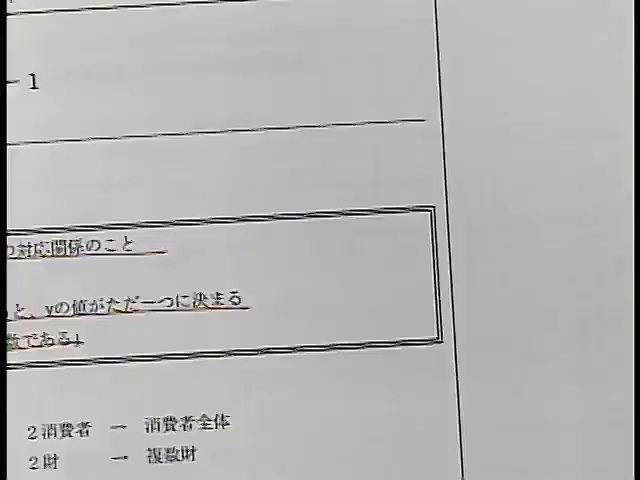 －1
対応関係のこと
と、yの値がただ一つに決まる
数である」
2消費者 － 消費者全体
2財 － 複数財